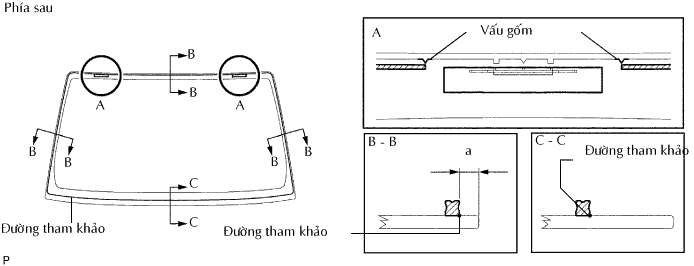 Phía sau
B
B
A
A
B
B
B
B
C
C
Đường tham khảo
A
Vấu gốm
B - B
a
Đường tham khảo
C - C
Đường tham khảo
P